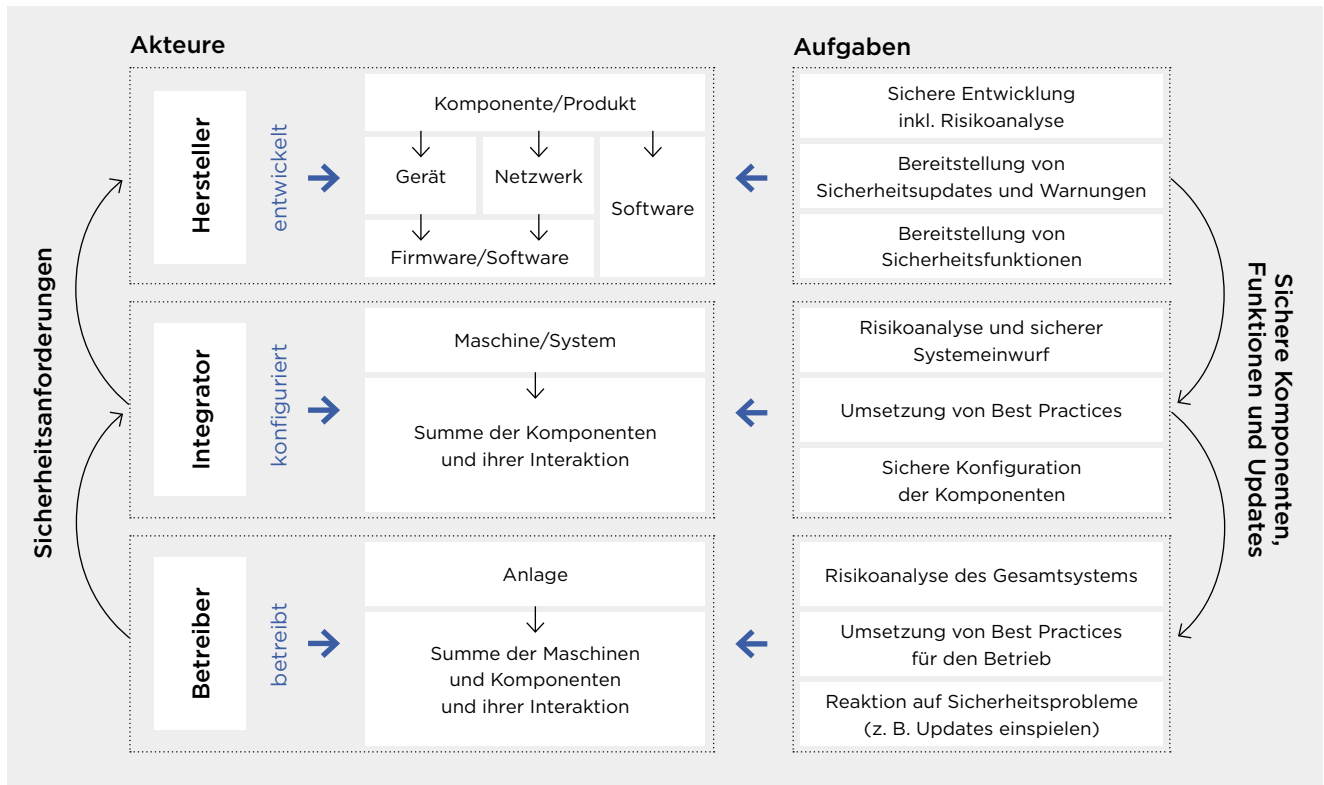 Akteure
Aufgaben
Sicherheitsanforderungen
Hersteller
entwickelt
Komponente/Produkt
Gerät
Netzwerk
Software
Firmware/Software
Sichere Entwicklung
inkl. Risikoanalyse
Bereitstellung von
Sicherheitsupdates und Warnungen
Bereitstellung von
Sicherheitsfunktionen
Integrator
konfiguriert
Maschine/System
Summe der Komponenten
und ihrer Interaktion
Risikoanalyse und sicherer
Systemeinwurf
Umsetzung von Best Practices
Sichere Konfiguration
der Komponenten
Betreiber
betreibt
Anlage
Summe der Maschinen
und Komponenten
und ihrer Interaktion
Risikoanalyse des Gesamtsystems
Umsetzung von Best Practices
für den Betrieb
Reaktion auf Sicherheitsprobleme
(z. B. Updates einspielen)
Sichere Komponenten,
Funktionen und Updates